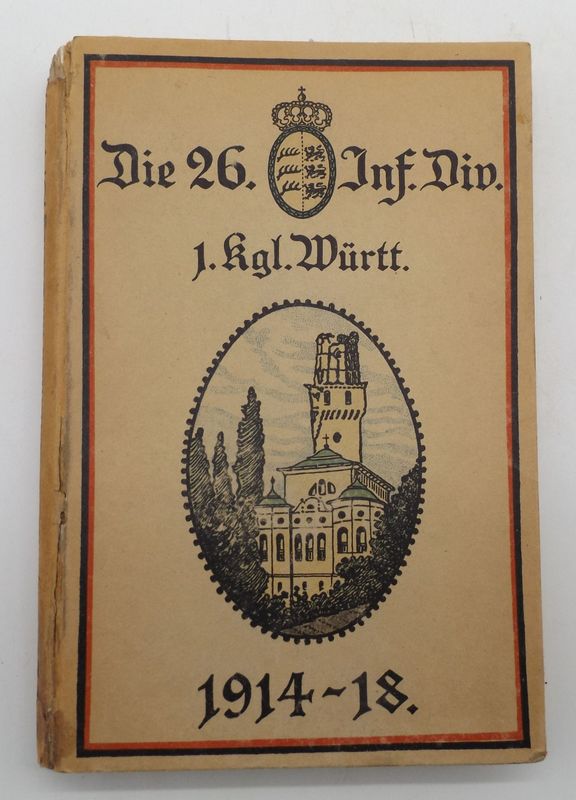 Die 26. Inf. Div.
1. Kgl. Württ.
1914-18.